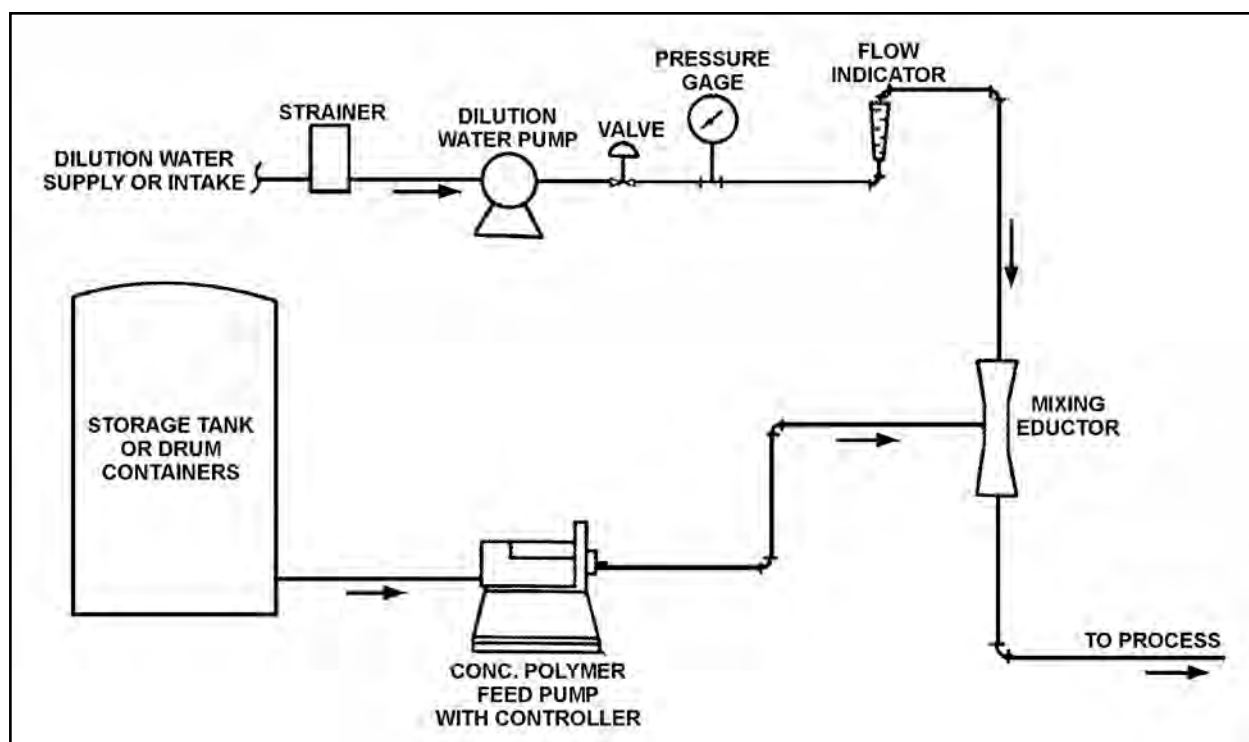 FLOW
INDICATOR
PRESSURE
GAGE
STRAINER
DILUTION
WATER PUMP
VALVE
DILUTION WATER
SUPPLY OR INTAKE
STORAGE TANK
OR DRUM
CONTAINERS
MIXING
EDUCTOR
CONC. POLYMER
FEED PUMP
WITH CONTROLLER
TO PROCESS